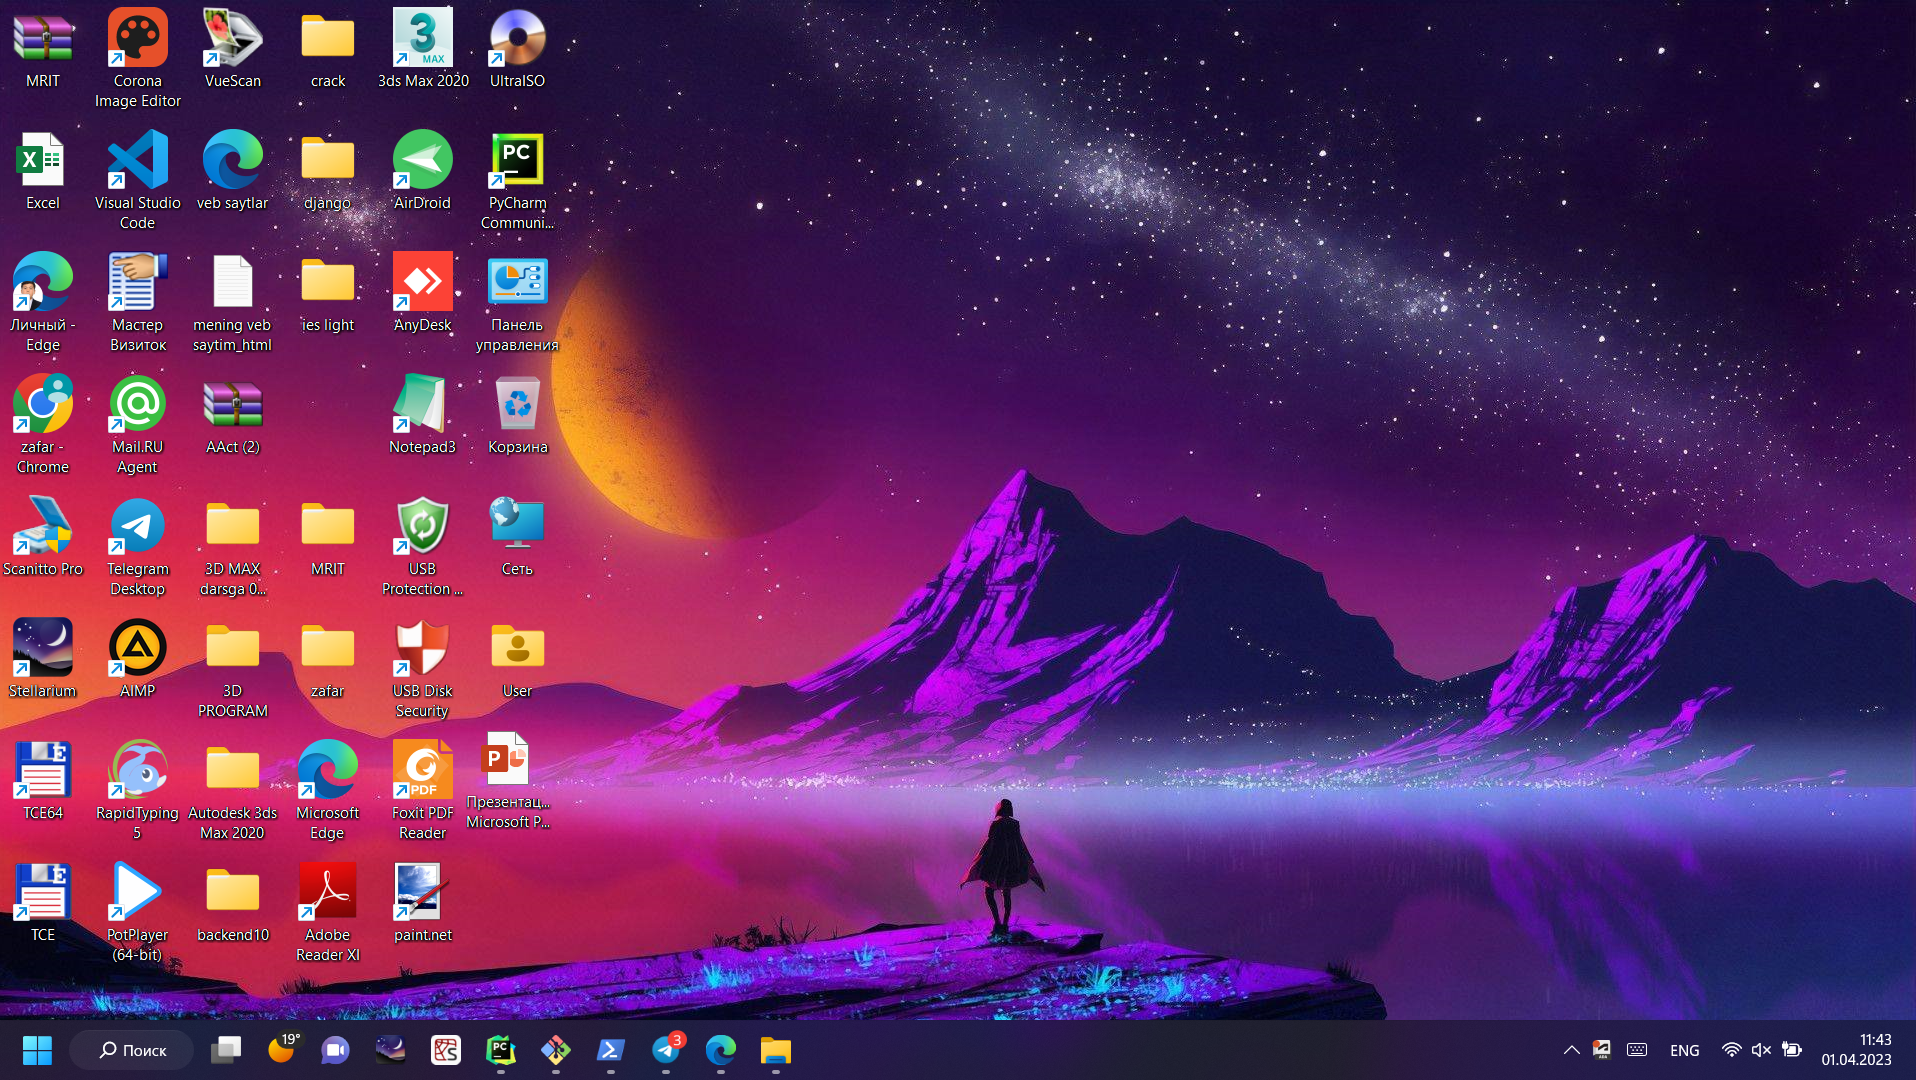 MRIT
Corona
Image Editor
VueScan
crack
3
MAX
3ds Max 2020
UltraISO
X
Excel
Visual Studio
Code
veb saytlar
django
AirDroid
PC
PyCharm
Communi...
Личный -
Edge
Мастер
Визиток
mening veb
saytim_html
ies light
AnyDesk
Панель
управления
zafar -
Chrome
@
Mail.RU
Agent
AAct (2)
Notepad3
Корзина
Scanitto Pro
Telegram
Desktop
3D MAX
darsga 0...
MRIT
USB
Protection ...
Сеть
Stellarium
AIMP
3D
PROGRAM
zafar
USB Disk
Security
User
E
TCE64
RapidTyping
5
Autodesk 3ds
Max 2020
Microsoft
Edge
PDF
Foxit PDF
Reader
P
Презентац...
Microsoft P...
E
TCE
PotPlayer
(64-bit)
backend10
Adobe
Reader XI
paint.net
Поиск
19°
PC
3
ENG
11:43
01.04.2023